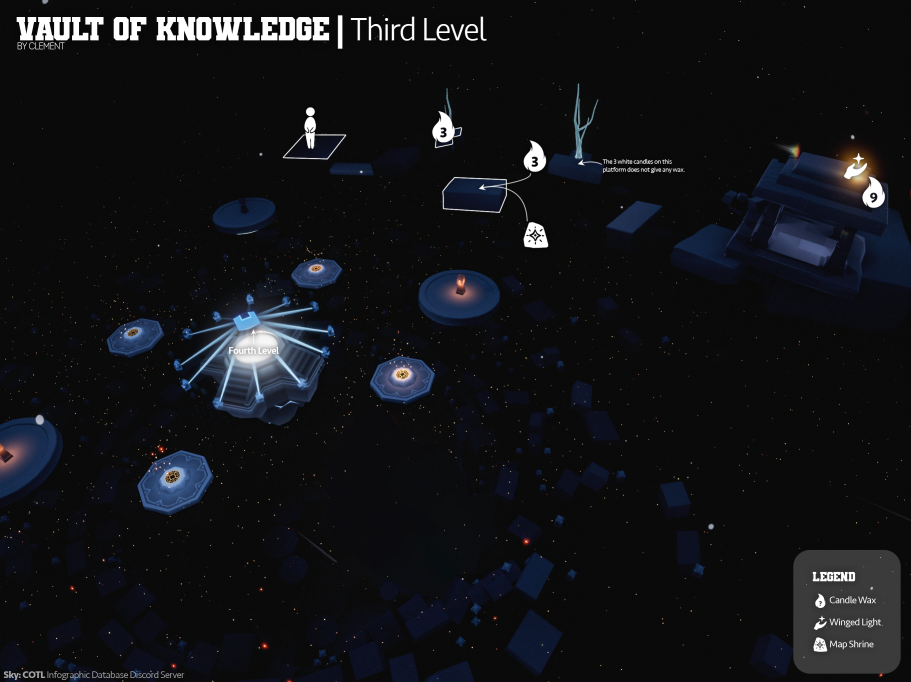 VAULT OF KNOWLEDGE | Third Level
BY CLEMENT
3
3
The 3 white candles on this
platform does not give any wax.
9
Fourth Level
LEGEND
? Candle Wax
Winged Light
Map Shrine
Sky: COTL Infographic Database Discord Server